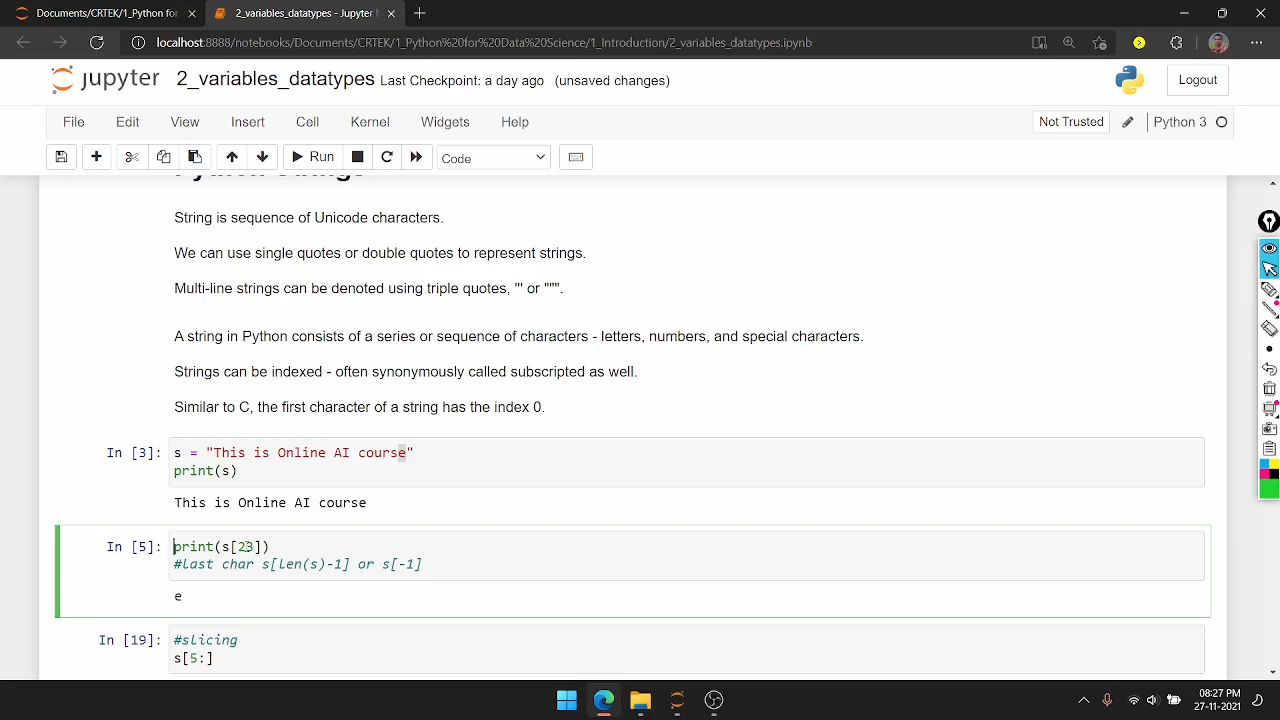 Documents/CRTEK/1_Python for
2_variables_datatypes - Jupyter N
localhost:8888/notebooks/Documents/CRTEK/1_Python%20for%20Data%20Science/1_Introduction/2_variables_datatypes.ipynb
jupyter 2_variables_datatypes Last Checkpoint: a day ago (unsaved changes)
Logout
File Edit View Insert Cell Kernel Widgets Help
Not Trusted
Python 3
Run
Code
Python Strings
String is sequence of Unicode characters.
We can use single quotes or double quotes to represent strings.
Multi-line strings can be denoted using triple quotes, ''' or """.
A string in Python consists of a series or sequence of characters - letters, numbers, and special characters.
Strings can be indexed - often synonymously called subscripted as well.
Similar to C, the first character of a string has the index 0.
In [3]: s = "This is Online AI course"
print(s)
This is Online AI course
In [5]: print(s[23])
#last char s[len(s)-1] or s[-1]
e
In [19]: #slicing
s[5:]
08:27 PM
27-11-2021